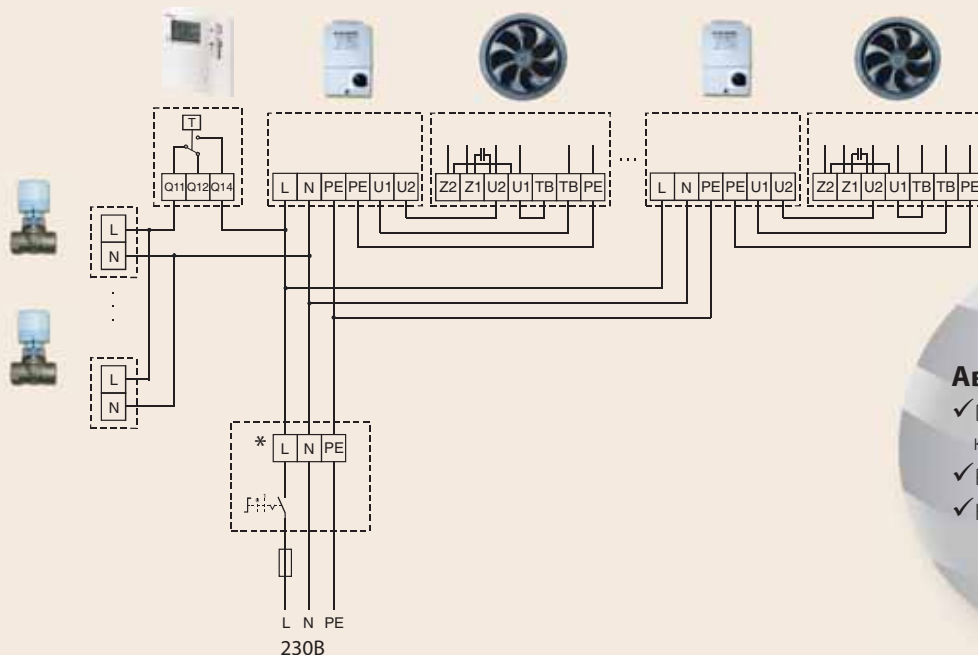 T
Q11 Q12 Q14
L N PE PE U1 U2
Z2 Z1 U2 U1 TB TB PE
...
L N PE PE U1 U2
Z2 Z1 U2 U1 TB TB PE
L
N
L
N
* L N PE
L N PE
230В
✓
✓
✓